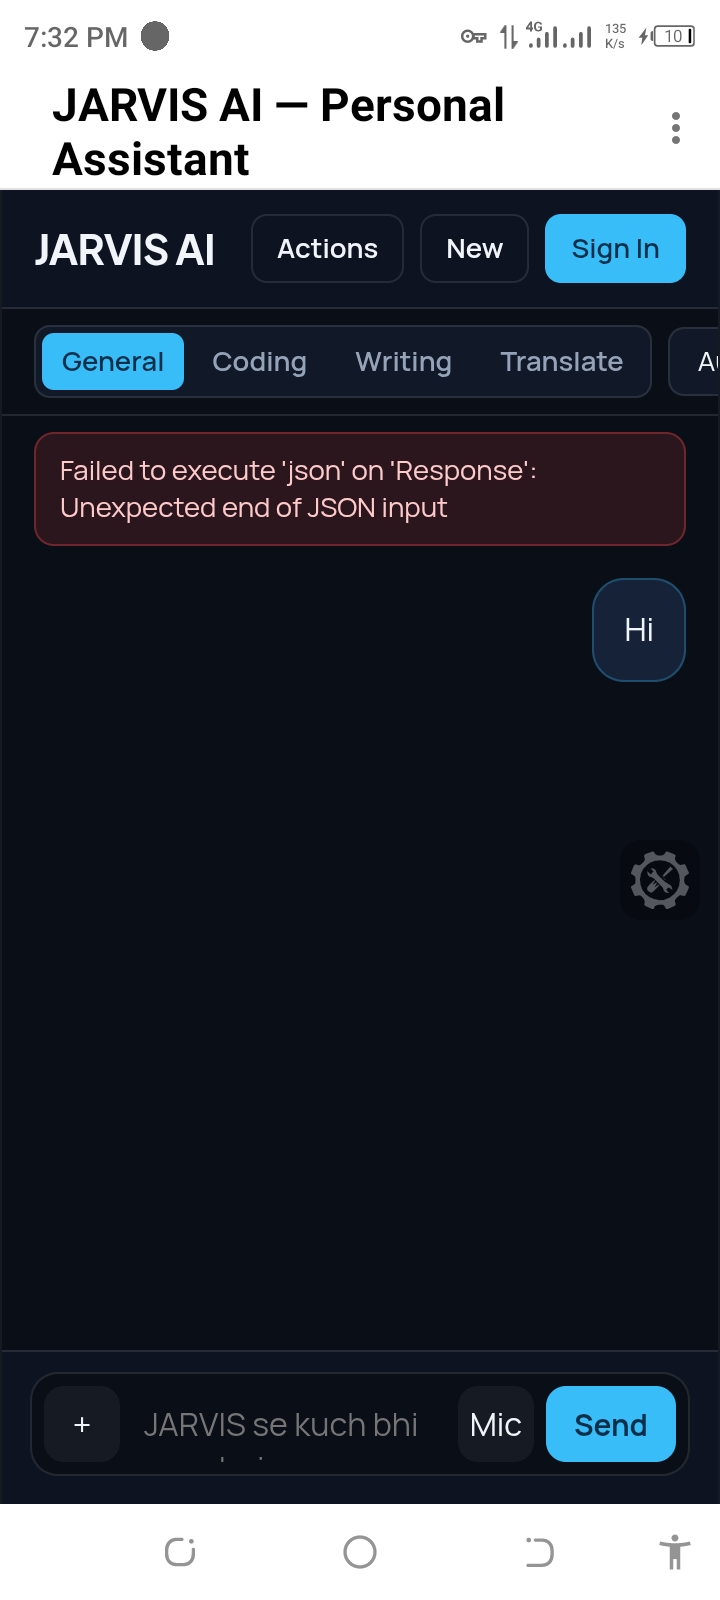 7:32 PM
4G
135
K/s
10
JARVIS AI — Personal
Assistant
JARVIS AI
Actions
New
Sign In
General
Coding
Writing
Translate
Failed to execute 'json' on 'Response':
Unexpected end of JSON input
Hi
+
JARVIS se kuch bhi
Mic
Send